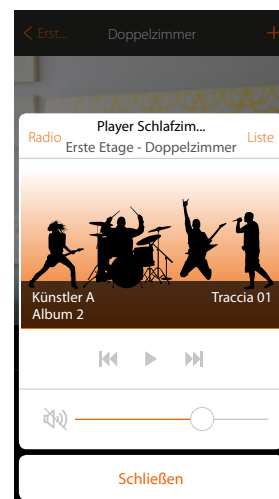 Erst...
Doppelzimmer
+
Radio
Player Schlafzim...
Liste
Erste Etage - Doppelzimmer
Künstler A
Traccia 01
Album 2
Schließen